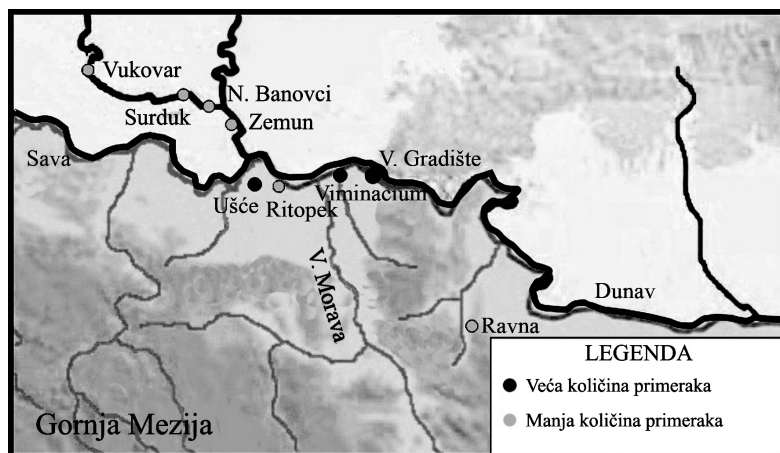 Vukovar
N. Banovci
Surduk
Zemun
Sava
V. Gradište
Viminacium
Ušće
Ritopek
V. Morava
Dunav
Ravna
LEGENDA
Veća količina primeraka
Manja količina primeraka
Gornja Mezija